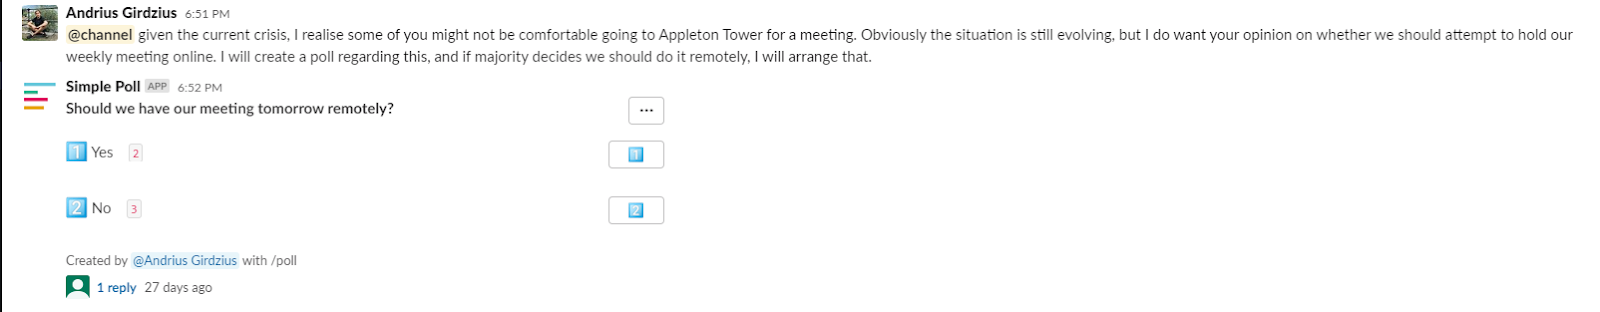 Andrius Girdzius 6:51 PM
@channel given the current crisis, I realise some of you might not be comfortable going to Appleton Tower for a meeting. Obviously the situation is still evolving, but I do want your opinion on whether we should attempt to hold our
weekly meeting online. I will create a poll regarding this, and if majority decides we should do it remotely, I will arrange that.
Simple Poll APP 6:52 PM
Should we have our meeting tomorrow remotely?
...
1 Yes 2
1
2 No 3
2
Created by @Andrius Girdzius with /poll
1 reply 27 days ago